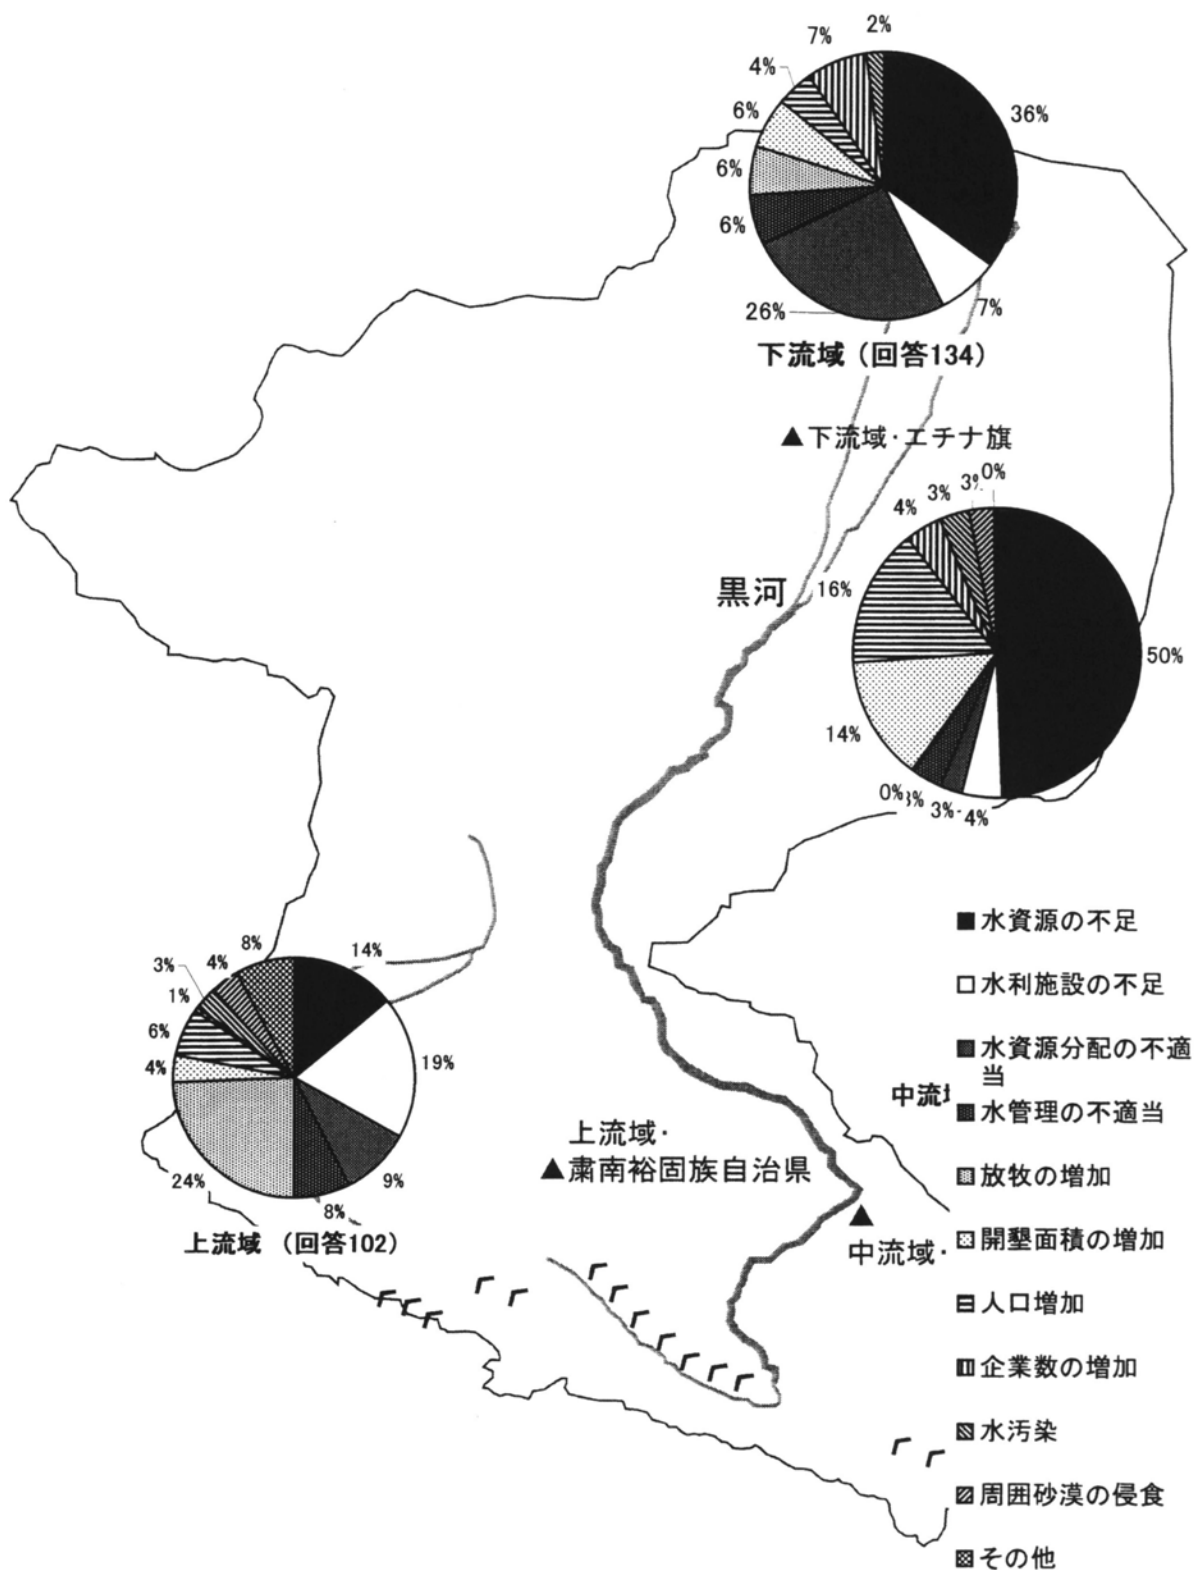 2%
7%
4%
36%
6%
6%
6%
26%
7%
下流域（回答134）
▲下流域・エチナ旗
0%
3%
3%
4%
黒河
16%
50%
14%
0%
3%
3%
4%
8%
14%
4%
3%
1%
6%
4%
19%
24%
9%
8%
上流域　（回答102）
上流域・
▲粛南裕固族自治県
中流域・
中流
■水資源の不足
□水利施設の不足
水資源分配の不適
当
水管理の不適当
放牧の増加
開墾面積の増加
人口増加
企業数の増加
水汚染
周囲砂漠の侵食
その他